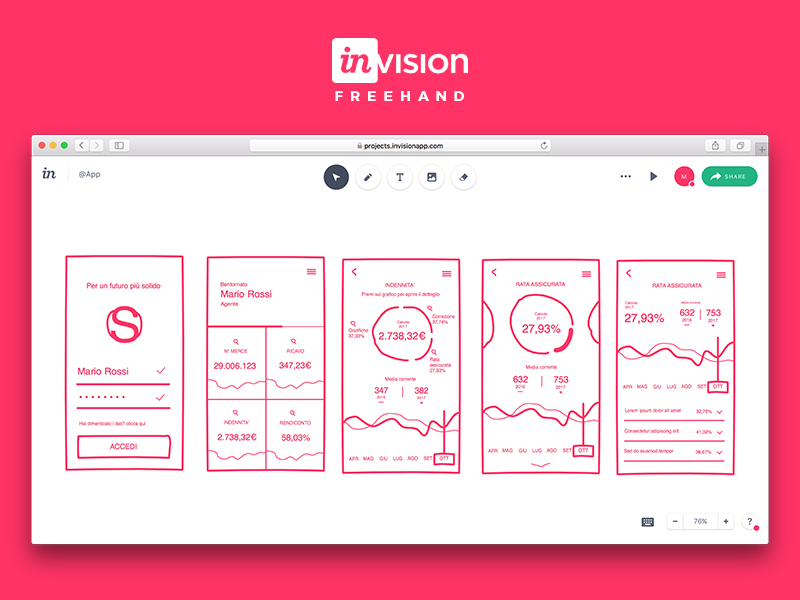 inVISION
FREEHAND
projects.invisionapp.com
in
@App
T
M
SHARE
Per un futuro più solido
S
Mario Rossi
Hai dimenticato i dati? clicca qui
ACCEDI
Bentornato
Mario Rossi
Agente
N° MERCE
29.006.123
RICAVO
347,23€
INDENNITA'
2.738,32€
RENDICONTO
58,03%
INDENNITA'
Premi sul grafico per aprire il dettaglio
Giustifiche
37,33%
Calcolo
2017
2.738,32€
Correzione
37,74%
Rata
assicurata
27,93%
Media corrente
347
2016
382
2017
APR MAG GIU LUG AGO SET OTT
RATA ASSICURATA
Calcolo
2017
27,93%
Media corrente
632
2016
753
2017
APR MAG GIU LUG AGO SET OTT
RATA ASSICURATA
Calcolo
2017
27,93%
Media corrente
632
2016
753
2017
APR MAG GIU LUG AGO SET OTT
Lorem ipsum dolor sit amet 32,76%
Consectetur adipiscing elit 41,32%
Sed do eiusmod tempor 38,67%
76%
?